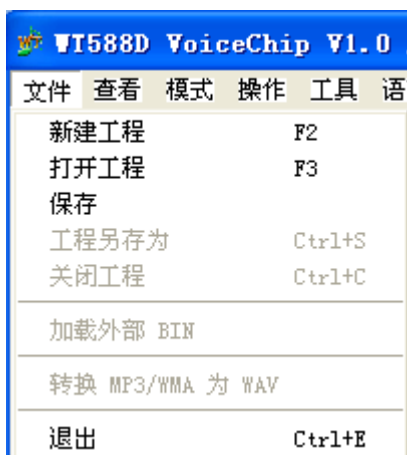 WT588D VoiceChip V1.0
文件 查看 模式 操作 工具 语
新建工程 F2
打开工程 F3
保存
工程另存为 Ctrl+S
关闭工程 Ctrl+C
加载外部 BIN
转换 MP3/WMA 为 WAV
退出 Ctrl+E